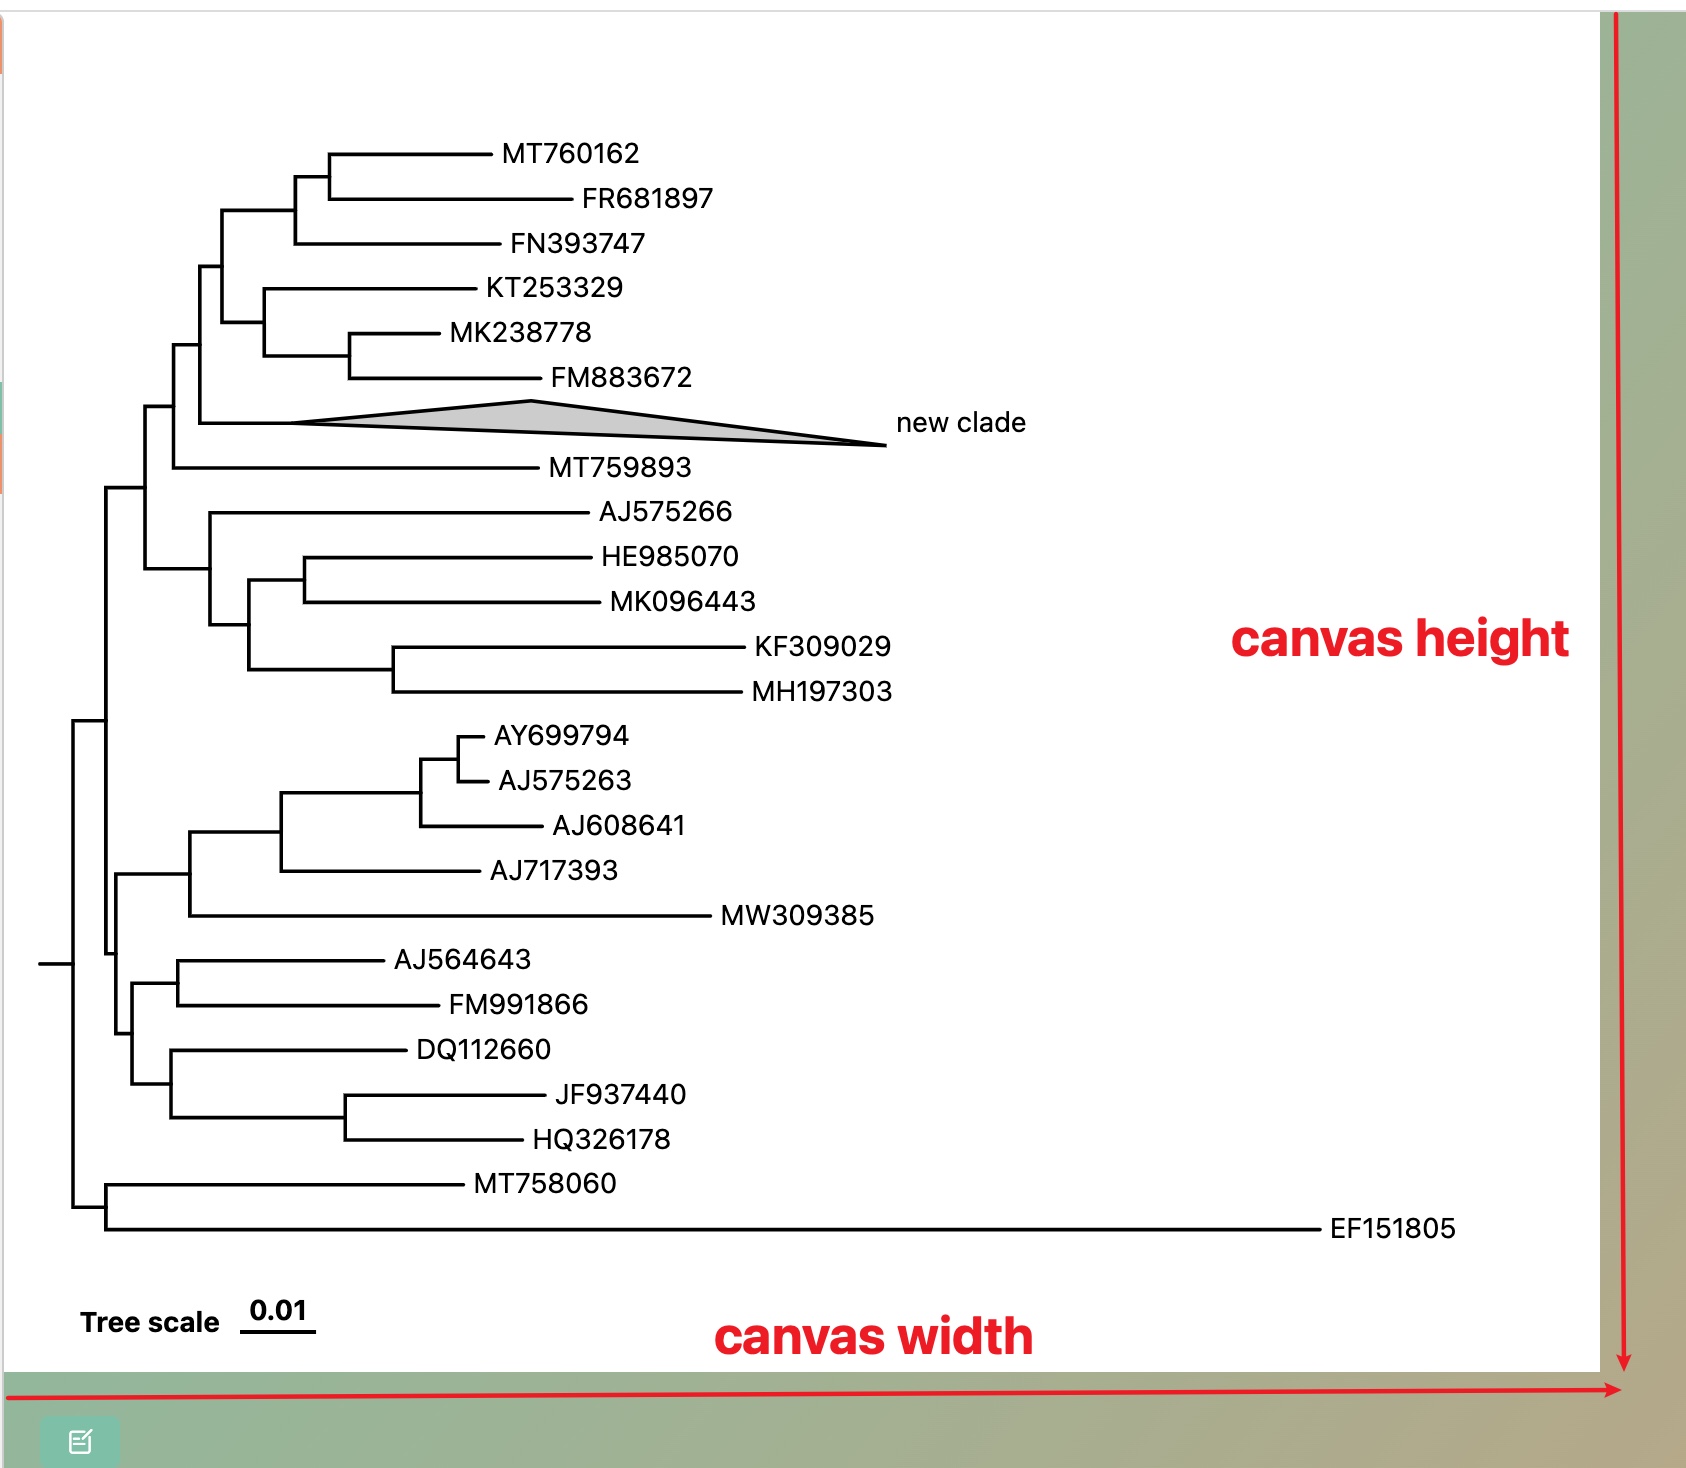 MT760162
FR681897
FN393747
KT253329
MK238778
FM883672
new clade
MT759893
AJ575266
HE985070
MK096443
canvas height
KF309029
MH197303
AY699794
AJ575263
AJ608641
AJ717393
MW309385
AJ564643
FM991866
DQ112660
JF937440
HQ326178
MT758060
EF151805
Tree scale 0.01
canvas width